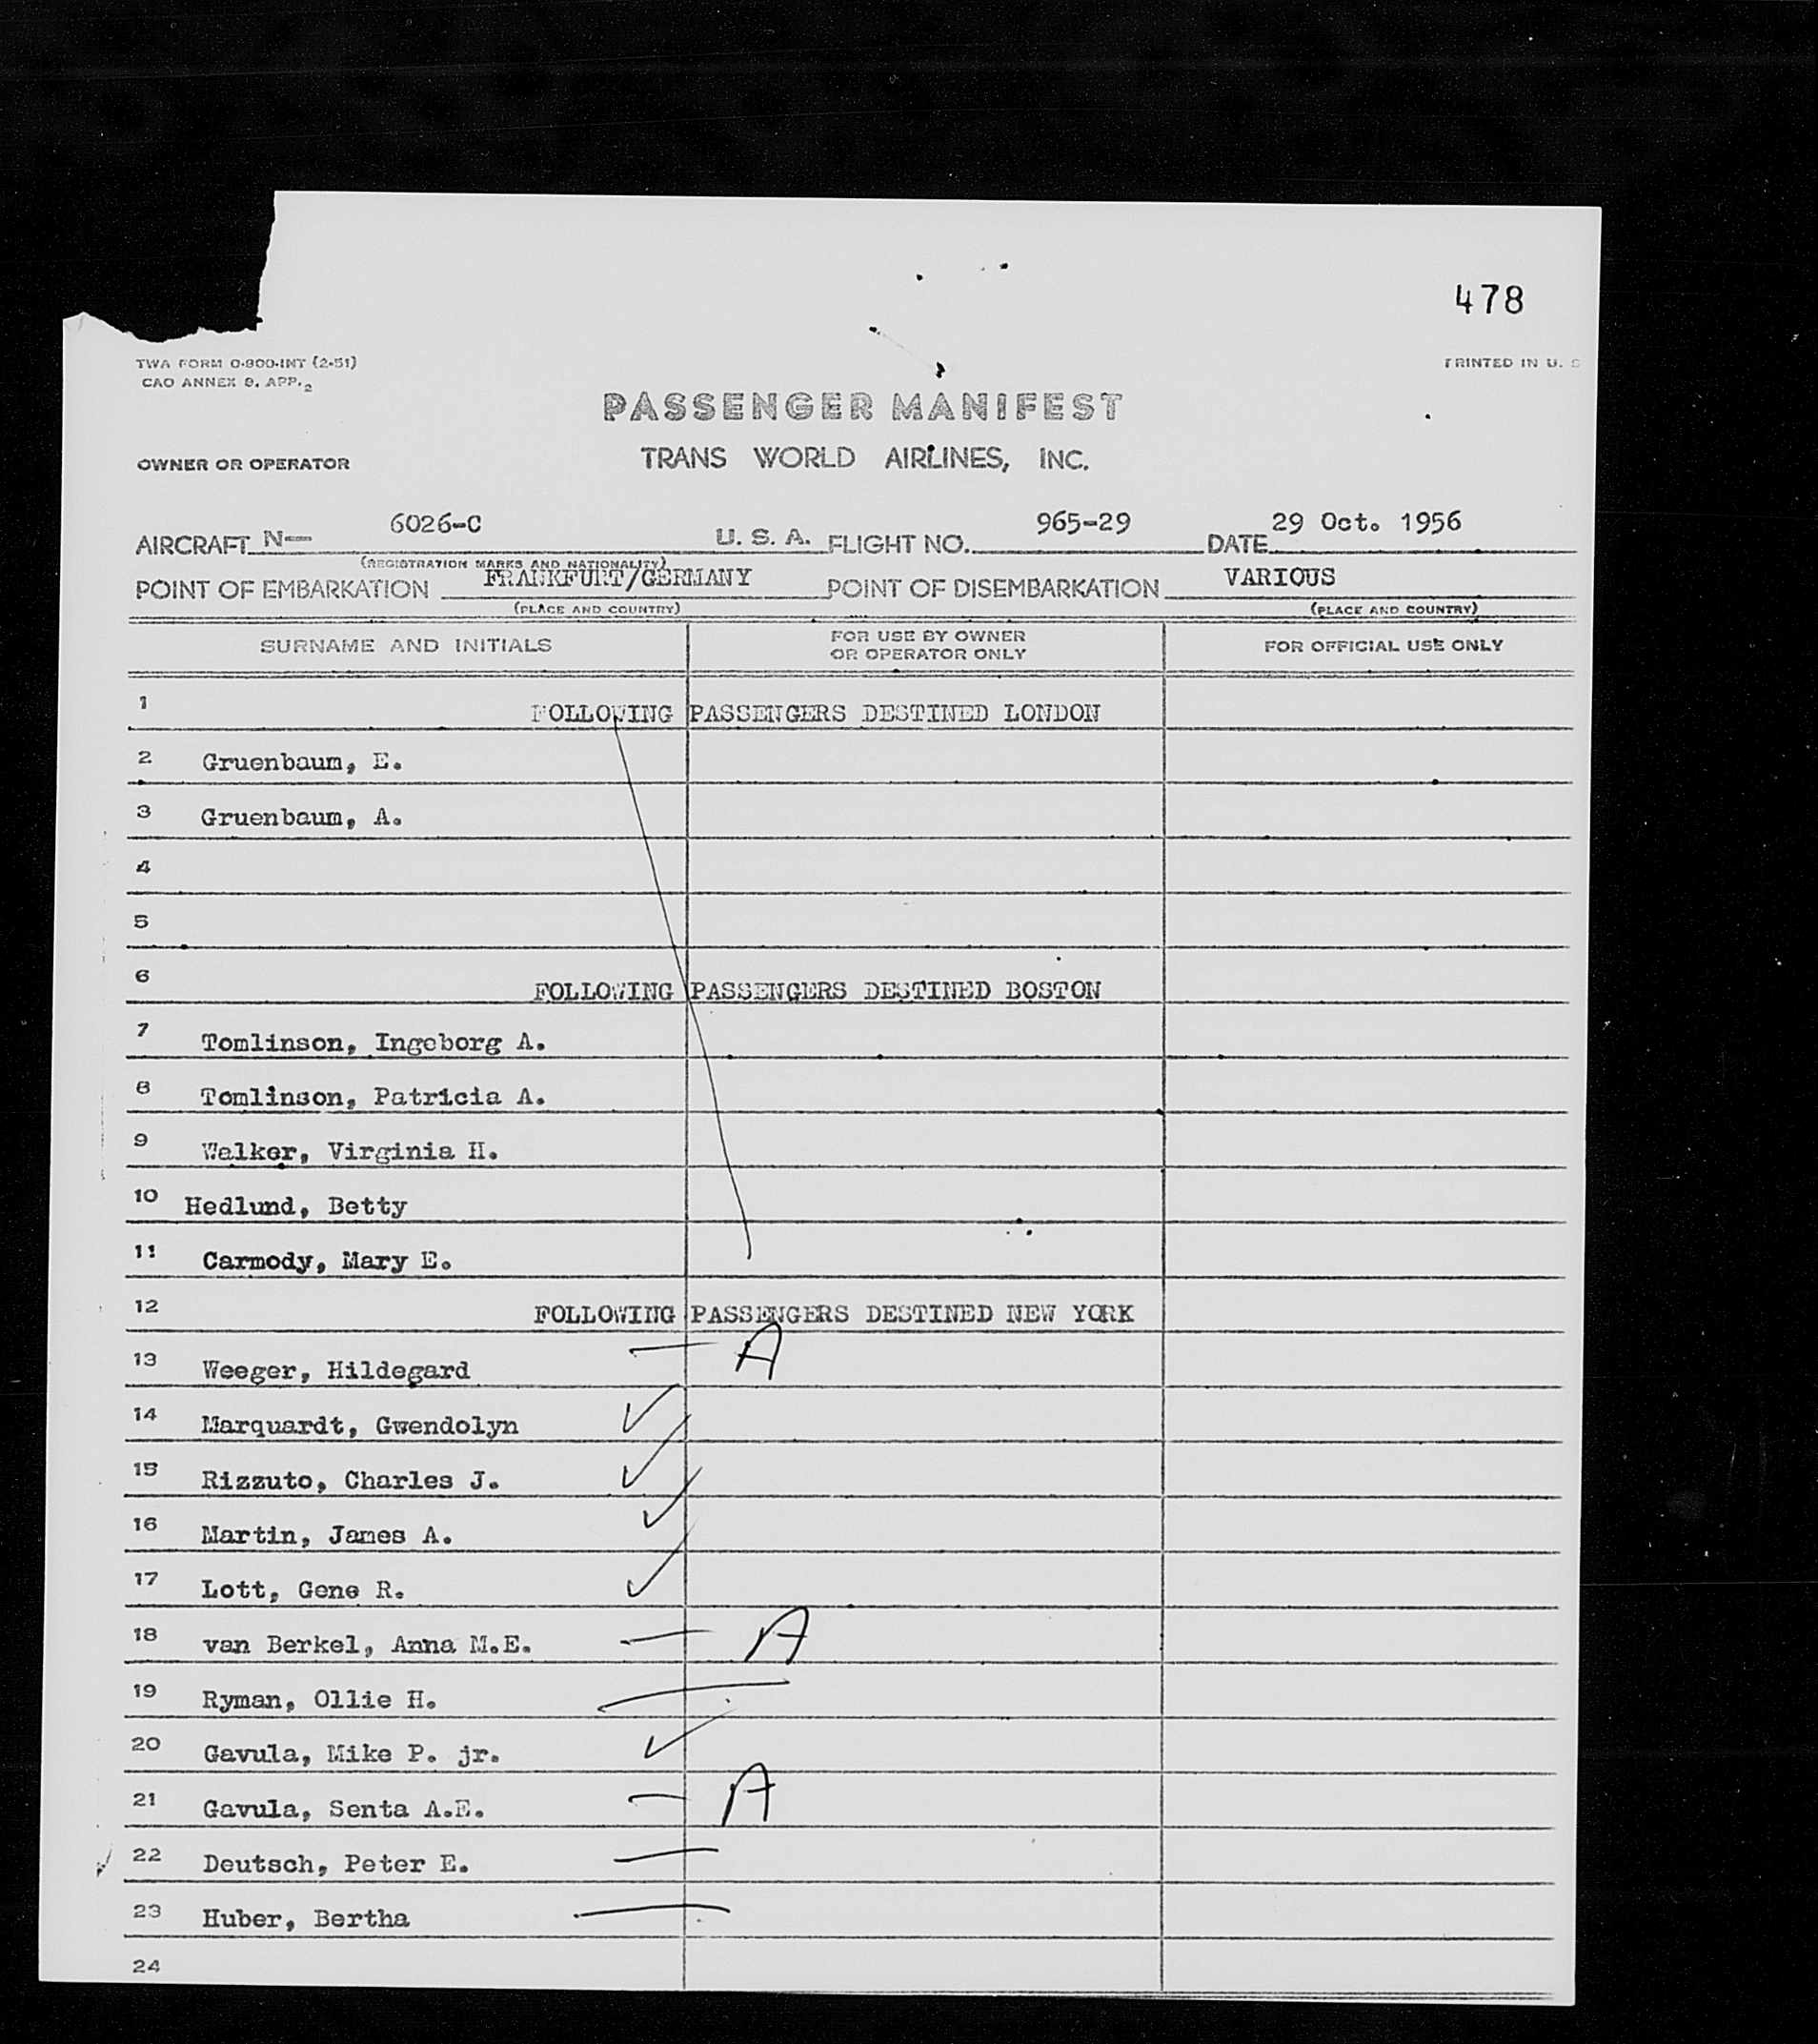 478
TWA FORM 0-800-INT (2-51)
CAO ANNEX 9, APP. 2
PRINTED IN U. S
PASSENGER MANIFEST
OWNER OR OPERATOR
TRANS WORLD AIRLINES, INC.
AIRCRAFT N— 6026-C U. S. A. FLIGHT NO. 965-29 DATE 29 Oct. 1956
(REGISTRATION MARKS AND NATIONALITY)
POINT OF EMBARKATION FRANKFURT/GERMANY POINT OF DISEMBARKATION VARIOUS
(PLACE AND COUNTRY) (PLACE AND COUNTRY)
SURNAME AND INITIALS FOR USE BY OWNER OR OPERATOR ONLY FOR OFFICIAL USE ONLY
1 FOLLOWING PASSENGERS DESTINED LONDON
2 Gruenbaum, E.
3 Gruenbaum, A.
4
5
6 FOLLOWING PASSENGERS DESTINED BOSTON
7 Tomlinson, Ingeborg A.
8 Tomlinson, Patricia A.
9 Walker, Virginia H.
10 Hedlund, Betty
11 Carmody, Mary E.
12 FOLLOWING PASSENGERS DESTINED NEW YORK
13 Weeger, Hildegard — A
14 Marquardt, Gwendolyn ✓
15 Rizzuto, Charles J. ✓
16 Martin, James A. ✓
17 Lott, Gene R. ✓
18 van Berkel, Anna M.E. — A
19 Ryman, Ollie H. —
20 Gavula, Mike P. jr. ✓
21 Gavula, Senta A.E. — A
✓ 22 Deutsch, Peter E. —
23 Huber, Bertha —
24